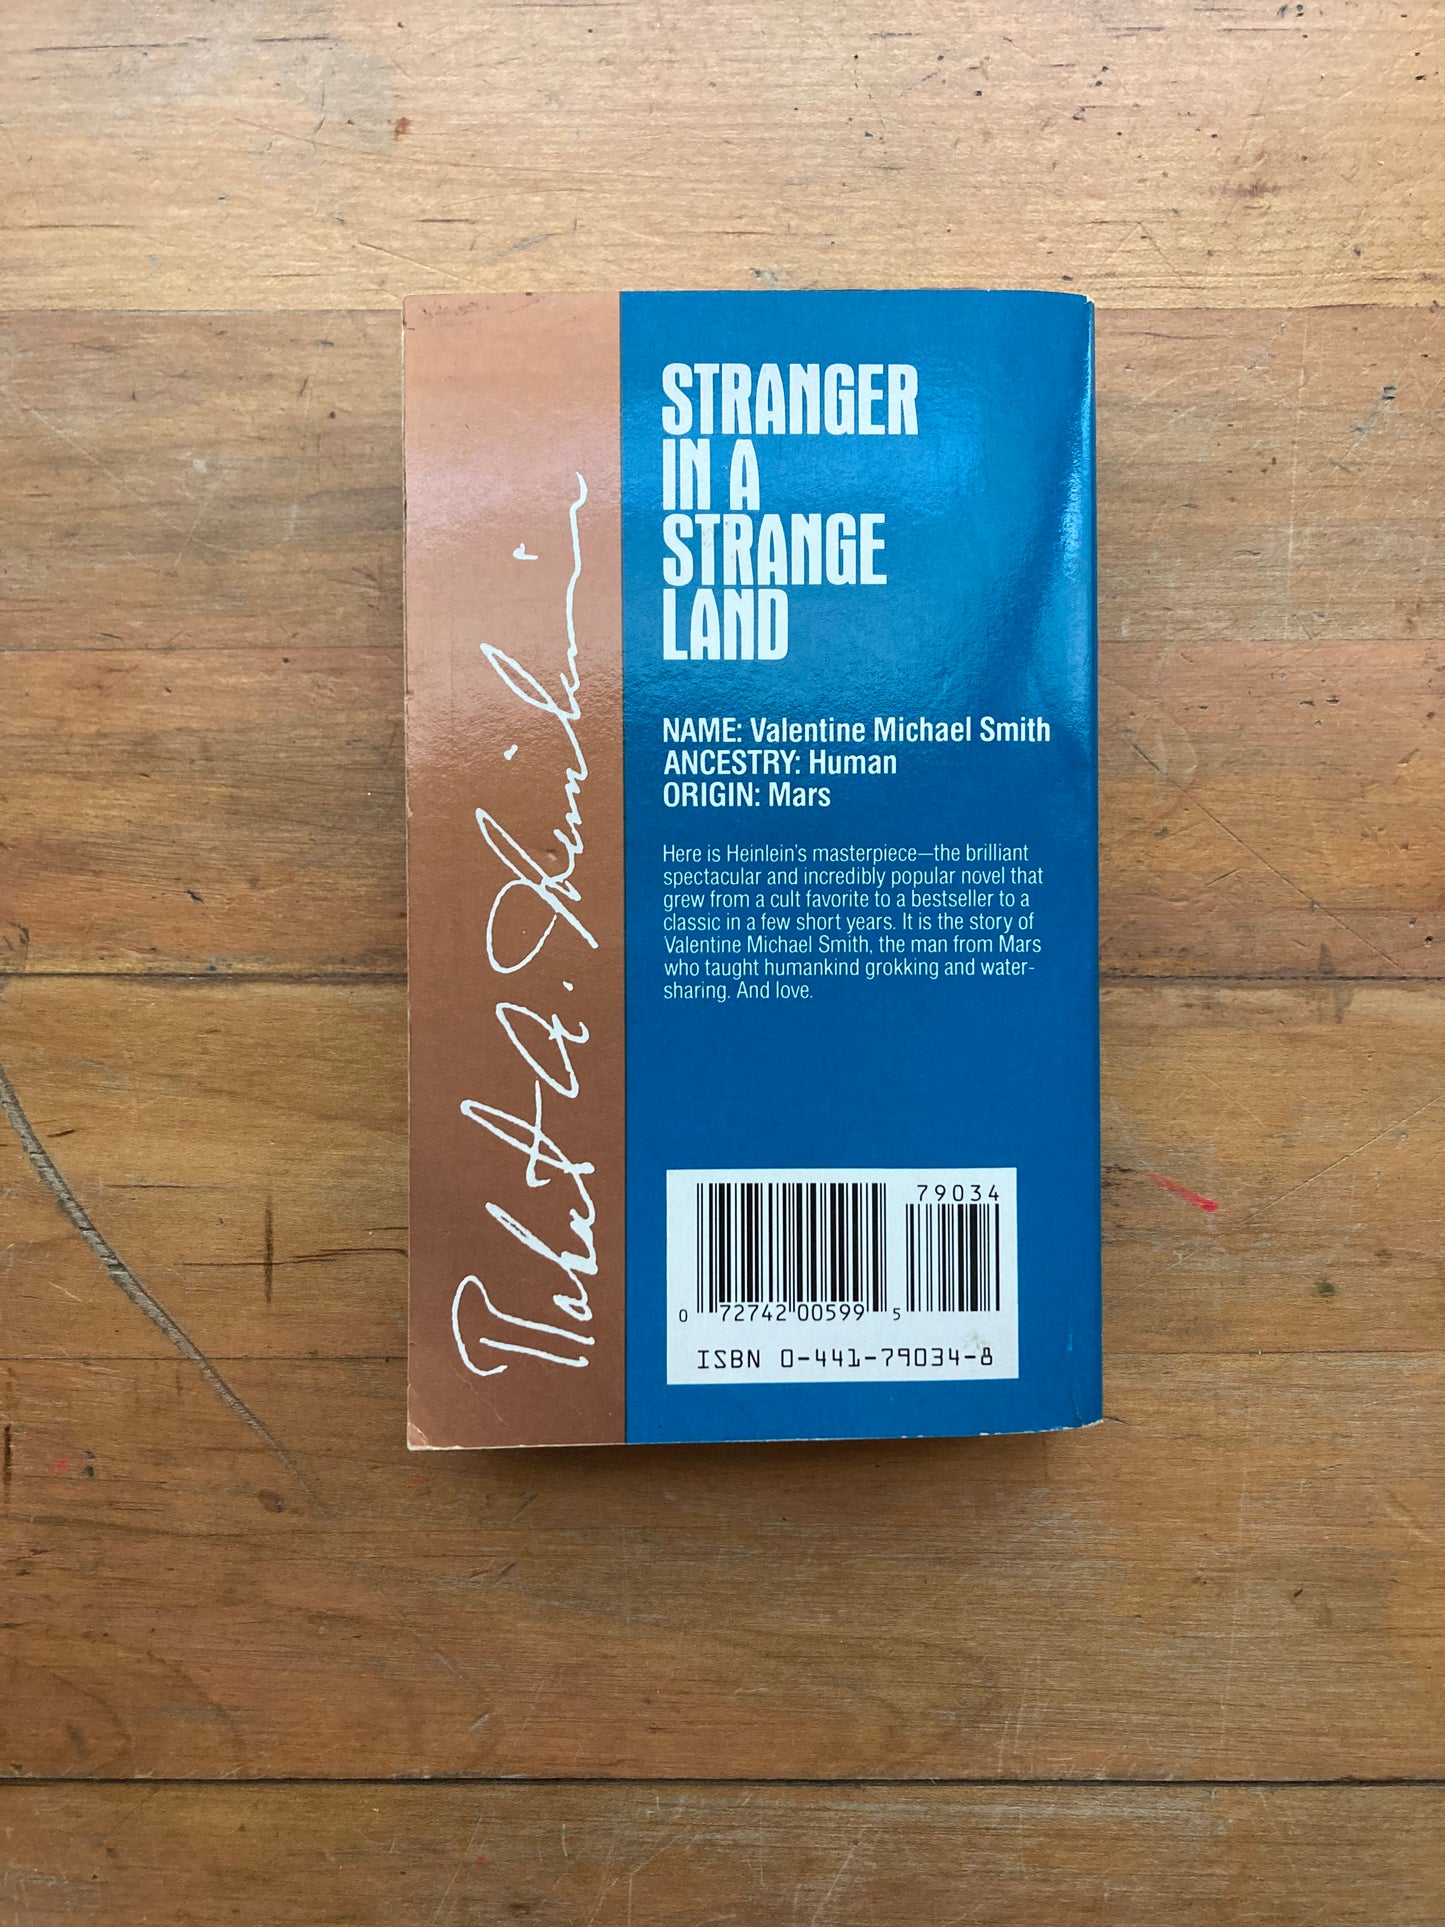 Robert A. Heinlein
STRANGER
IN A
STRANGE
LAND
NAME: Valentine Michael Smith
ANCESTRY: Human
ORIGIN: Mars
Here is Heinlein's masterpiece—the brilliant
spectacular and incredibly popular novel that
grew from a cult favorite to a bestseller to a
classic in a few short years. It is the story of
Valentine Michael Smith, the man from Mars
who taught humankind grokking and water-
sharing. And love.
79034
0 72742 00599 5
ISBN 0-441-79034-8